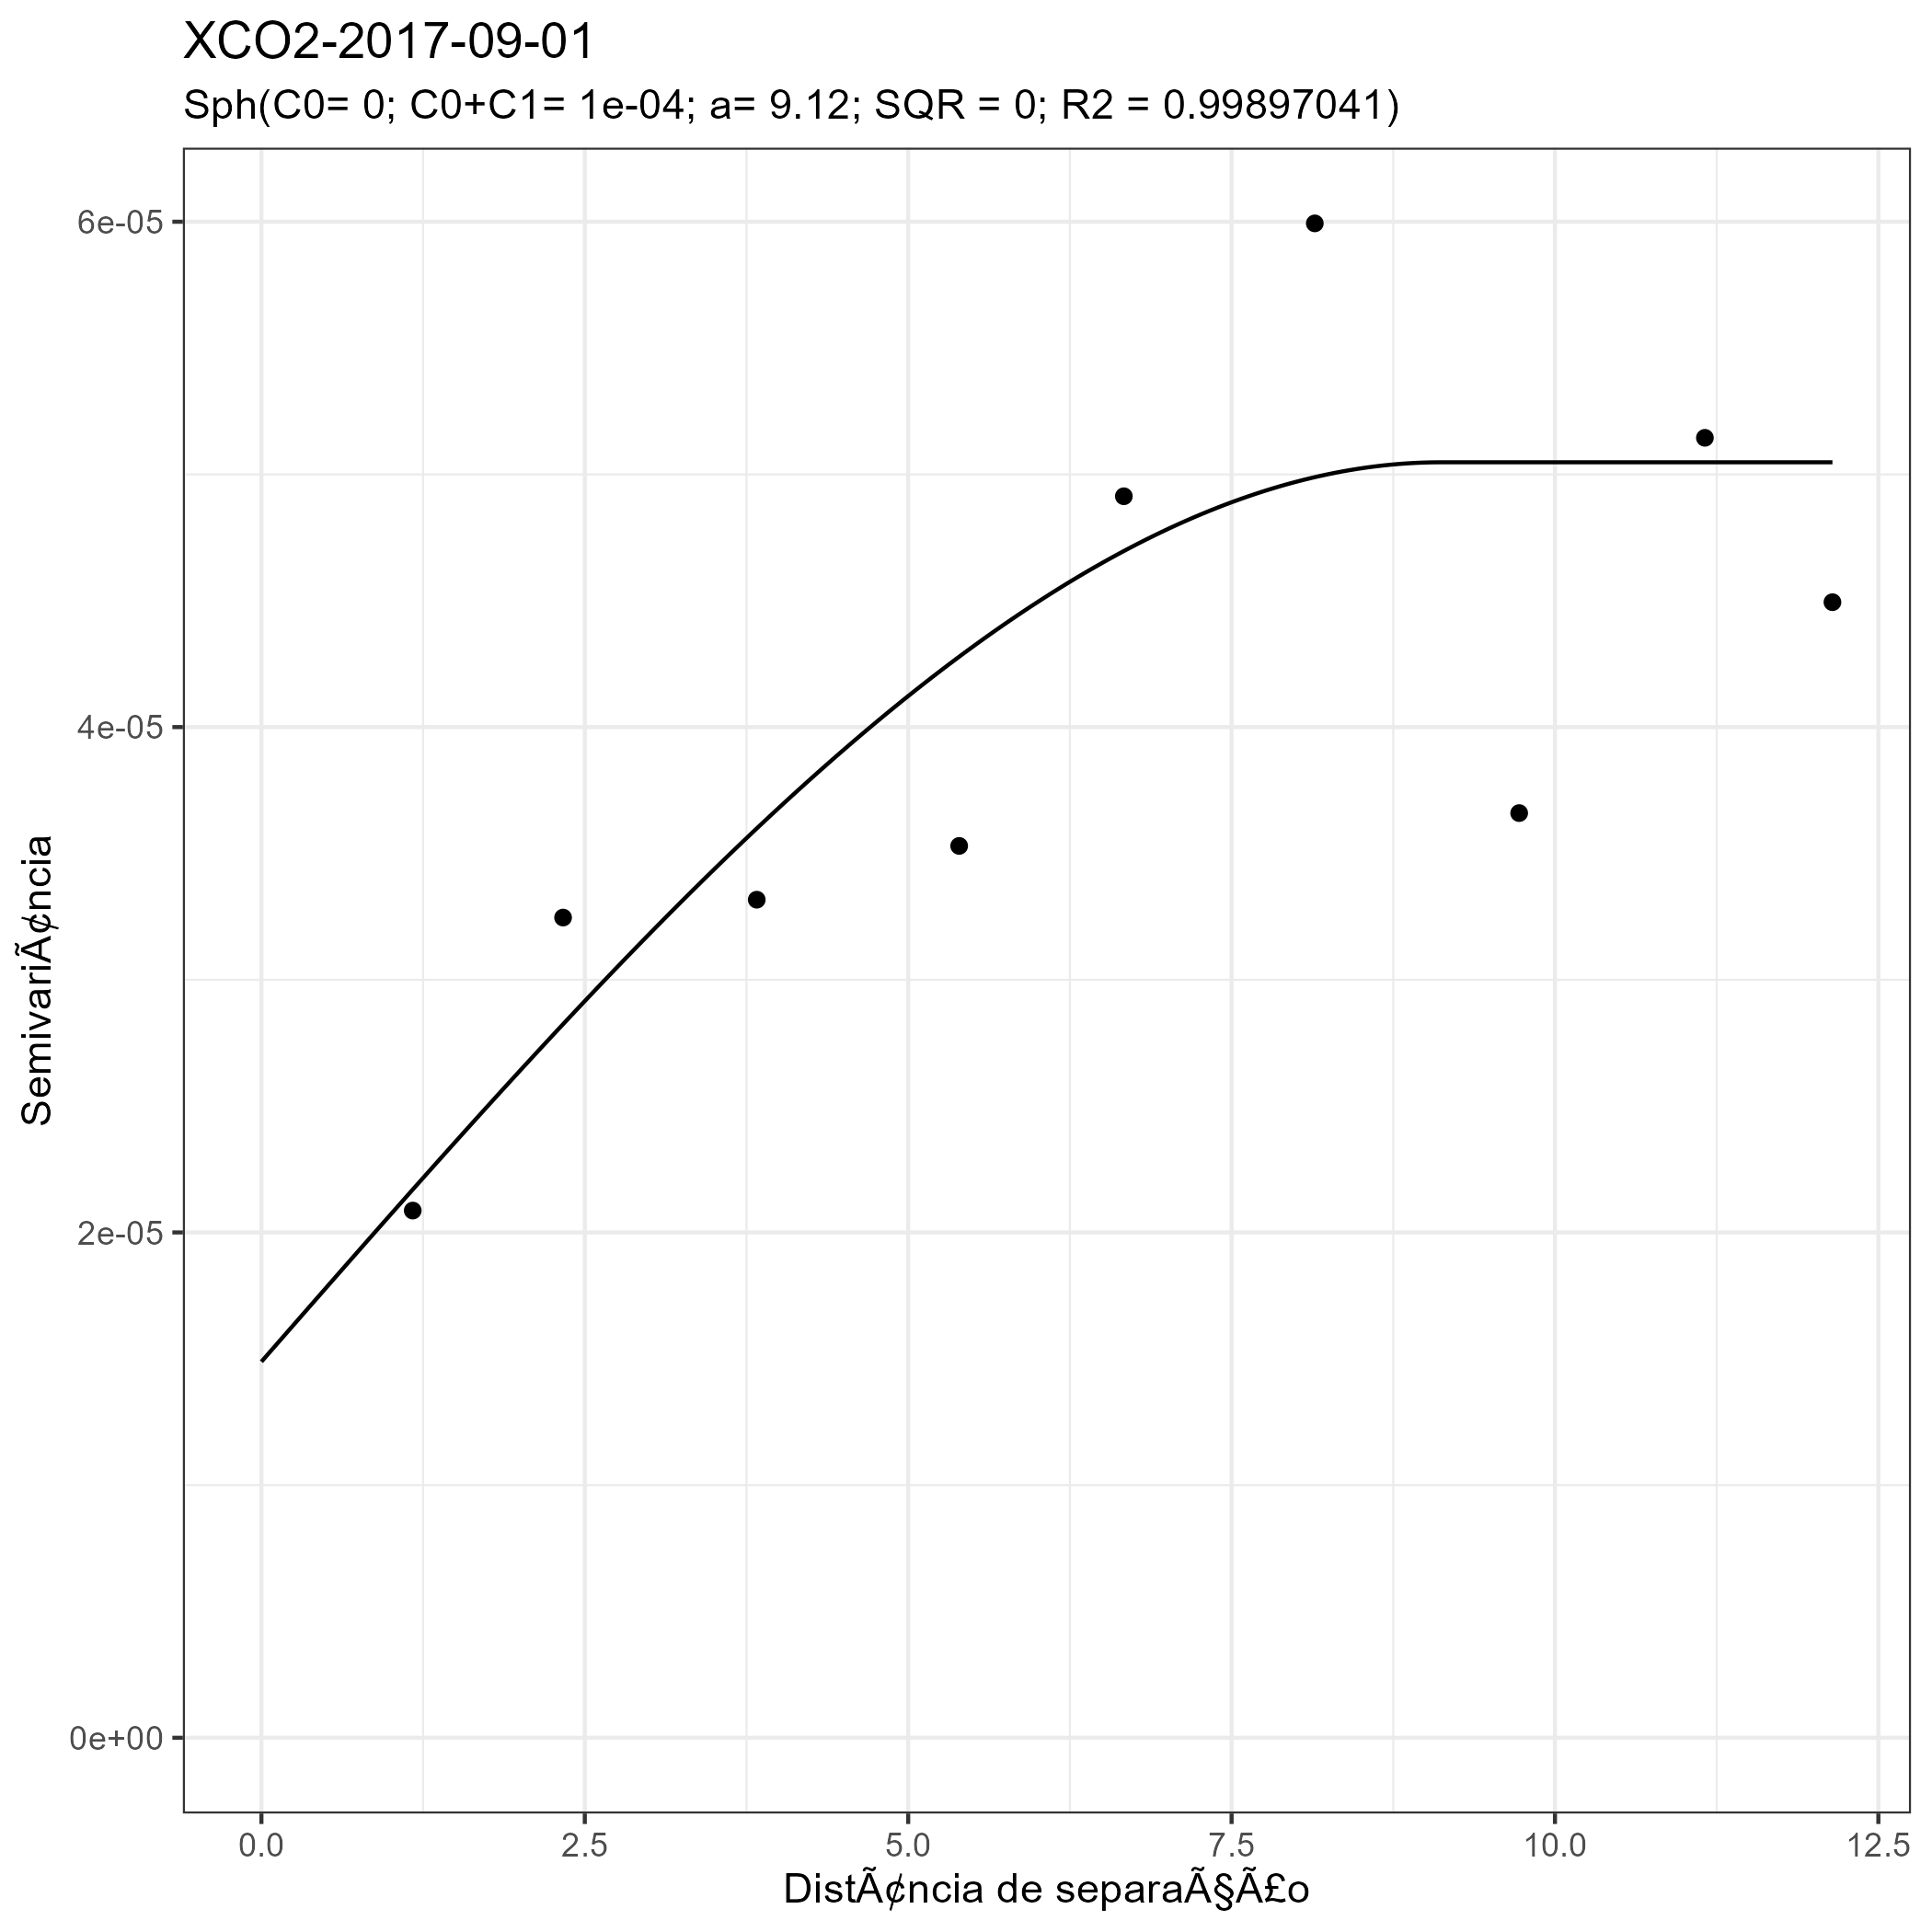 XCO2-2017-09-01
Sph(C0= 0; C0+C1= 1e-04; a= 9.12; SQR = 0; R2 = 0.99897041)
6e-05
4e-05
2e-05
0e+00
SemivariÃ¢ncia
0.0 2.5 5.0 7.5 10.0 12.5
DistÃ¢ncia de separaÃ§Ã£o